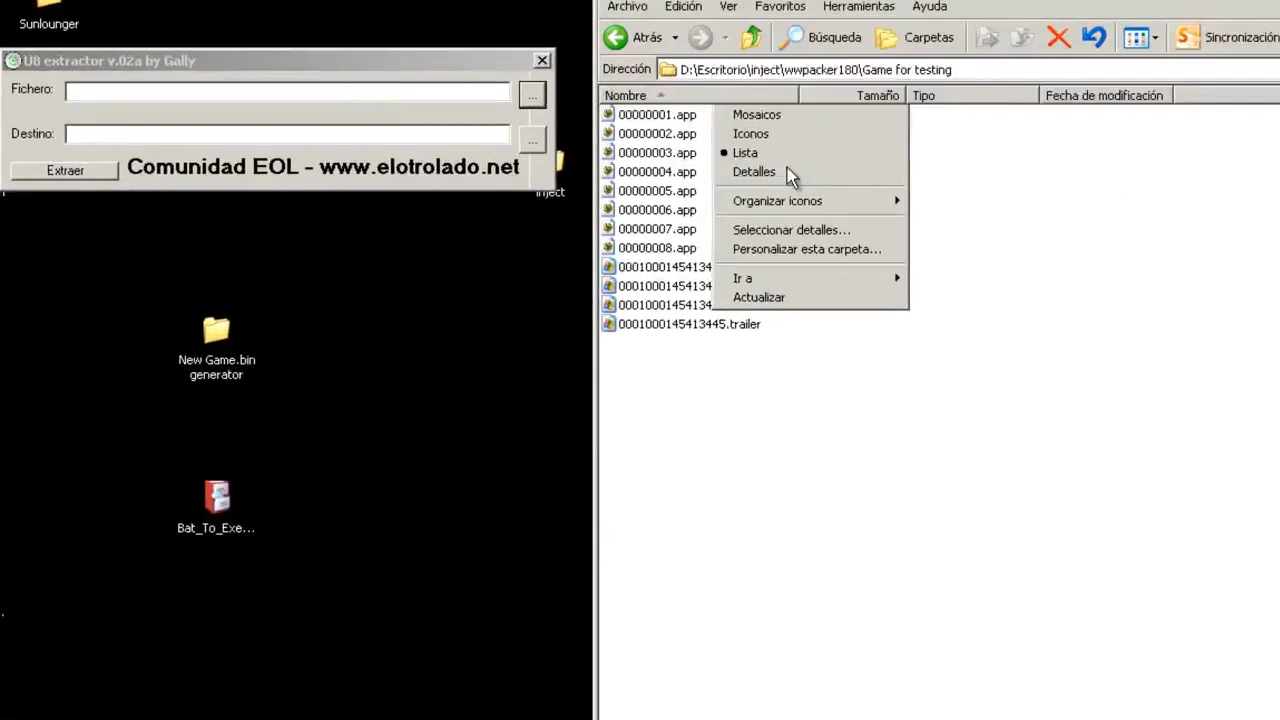 Sunlounger
U8 extractor v.02a by Gally
Fichero:
...
Destino:
...
Extraer
Comunidad EOL - www.elotrolado.net
inject
New Game.bin
generator
Bat_To_Exe...
Archivo Edición Ver Favoritos Herramientas Ayuda
Atrás Búsqueda Carpetas Sincronización
Dirección D:\Escritorio\inject\wwpacker180\Game for testing
Nombre Tamaño Tipo Fecha de modificación
00000001.app
00000002.app
00000003.app
00000004.app
00000005.app
00000006.app
00000007.app
00000008.app
00010001454134
00010001454134
00010001454134
0001000145413445.trailer
Mosaicos
Iconos
Lista
Detalles
Organizar iconos
Seleccionar detalles...
Personalizar esta carpeta...
Ir a
Actualizar